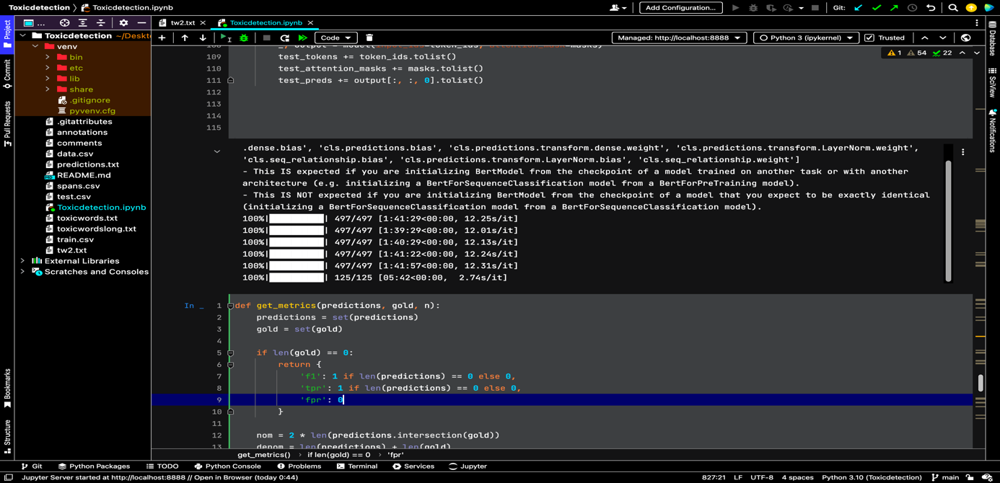 Toxicdetection
Toxicdetection.ipynb
Add Configuration...
Git:
Project
Commit
Pull Requests
Bookmarks
Structure
...
tw2.txt
Toxicdetection.ipynb
Toxicdetection ~/Deskt
venv
bin
etc
lib
share
.gitignore
pyvenv.cfg
.gitattributes
annotations
comments
data.csv
predictions.txt
README.md
spans.csv
test.csv
Toxicdetection.ipynb
toxicwords.txt
toxicwordslong.txt
train.csv
tw2.txt
External Libraries
Scratches and Consoles
Code
Managed: http://localhost:8888
Python 3 (ipykernel)
Trusted
1 54 22
109 test_tokens += token_ids.tolist()
110 test_attention_masks += masks.tolist()
111 test_preds += output[:, :, 0].tolist()
112
113
114
115
.dense.bias', 'cls.predictions.bias', 'cls.predictions.transform.dense.weight', 'cls.predictions.transform.LayerNorm.weight',
'cls.seq_relationship.bias', 'cls.predictions.transform.LayerNorm.bias', 'cls.seq_relationship.weight']
- This IS expected if you are initializing BertModel from the checkpoint of a model trained on another task or with another
architecture (e.g. initializing a BertForSequenceClassification model from a BertForPreTraining model).
- This IS NOT expected if you are initializing BertModel from the checkpoint of a model that you expect to be exactly identical
(initializing a BertForSequenceClassification model from a BertForSequenceClassification model).
100%| | 497/497 [1:41:29<00:00, 12.25s/it]
100%| | 497/497 [1:39:29<00:00, 12.01s/it]
100%| | 497/497 [1:40:29<00:00, 12.13s/it]
100%| | 497/497 [1:41:22<00:00, 12.24s/it]
100%| | 497/497 [1:41:57<00:00, 12.31s/it]
100%| | 125/125 [05:42<00:00,  2.74s/it]
In _
1 def get_metrics(predictions, gold, n):
2 predictions = set(predictions)
3 gold = set(gold)
4
5 if len(gold) == 0:
6 return {
7 'f1': 1 if len(predictions) == 0 else 0,
8 'tpr': 1 if len(predictions) == 0 else 0,
9 'fpr': 0
10 }
11
12 nom = 2 * len(predictions.intersection(gold))
13 denom = len(predictions) + len(gold)
get_metrics() › if len(gold) == 0 › 'fpr'
Database
SciView
Notifications
Git
Python Packages
TODO
Python Console
Problems
Terminal
Services
Jupyter
Jupyter Server started at http://localhost:8888 // Open in Browser (today 0:44)
827:21 LF UTF-8 4 spaces Python 3.10 (Toxicdetection) main